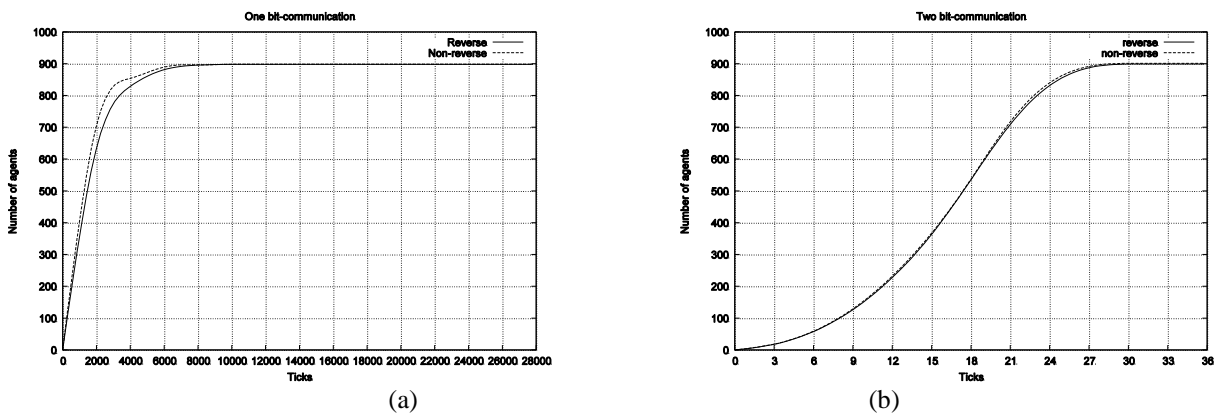 One bit-communication
1000
900
800
700
600
500
400
300
200
100
0
Number of agents
Reverse
Non-reverse
0 2000 4000 6000 8000 10000 12000 14000 16000 18000 20000 22000 24000 26000 28000
Ticks
(a)
Two bit-communication
1000
900
800
700
600
500
400
300
200
100
0
Number of agents
reverse
non-reverse
0 3 6 9 12 15 18 21 24 27 30 33 36
Ticks
(b)